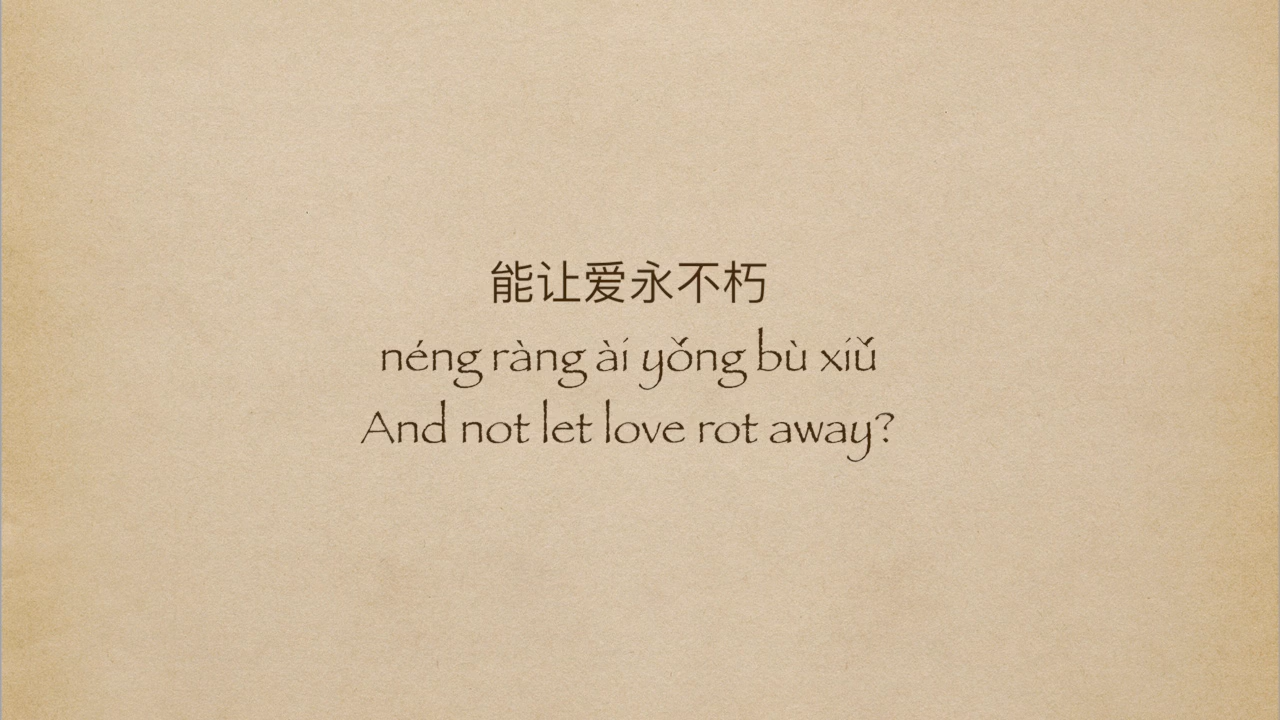 能让爱永不朽
néng ràng ài yǒng bù xiǔ
And not let love rot away?